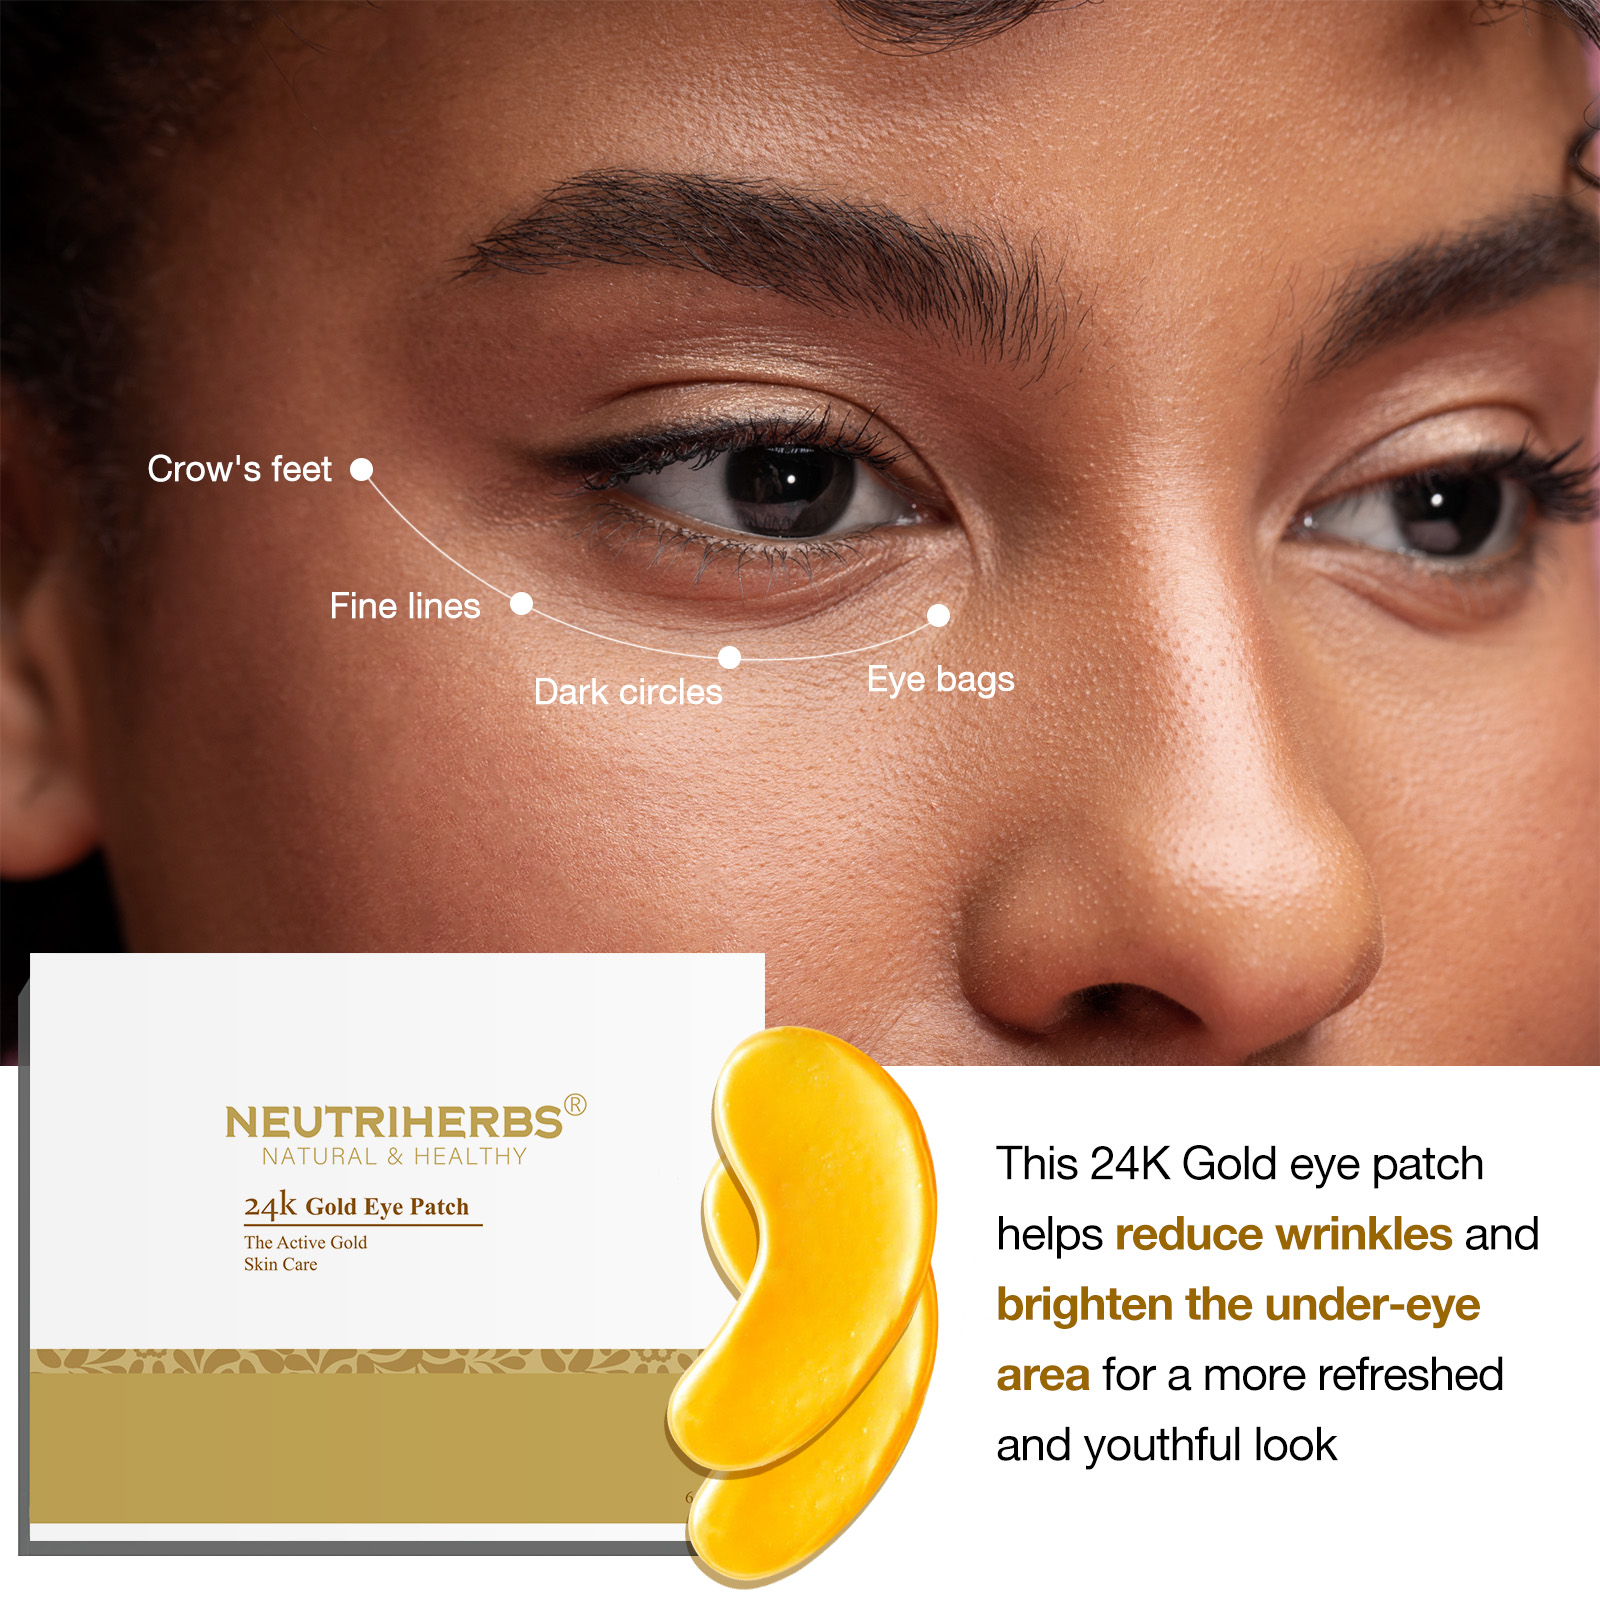 Crow's feet
Fine lines
Dark circles
Eye bags
NEUTRIHERBS®
NATURAL & HEALTHY
24k Gold Eye Patch
The Active Gold
Skin Care
This 24K Gold eye patch
helps reduce wrinkles and
brighten the under-eye
area for a more refreshed
and youthful look